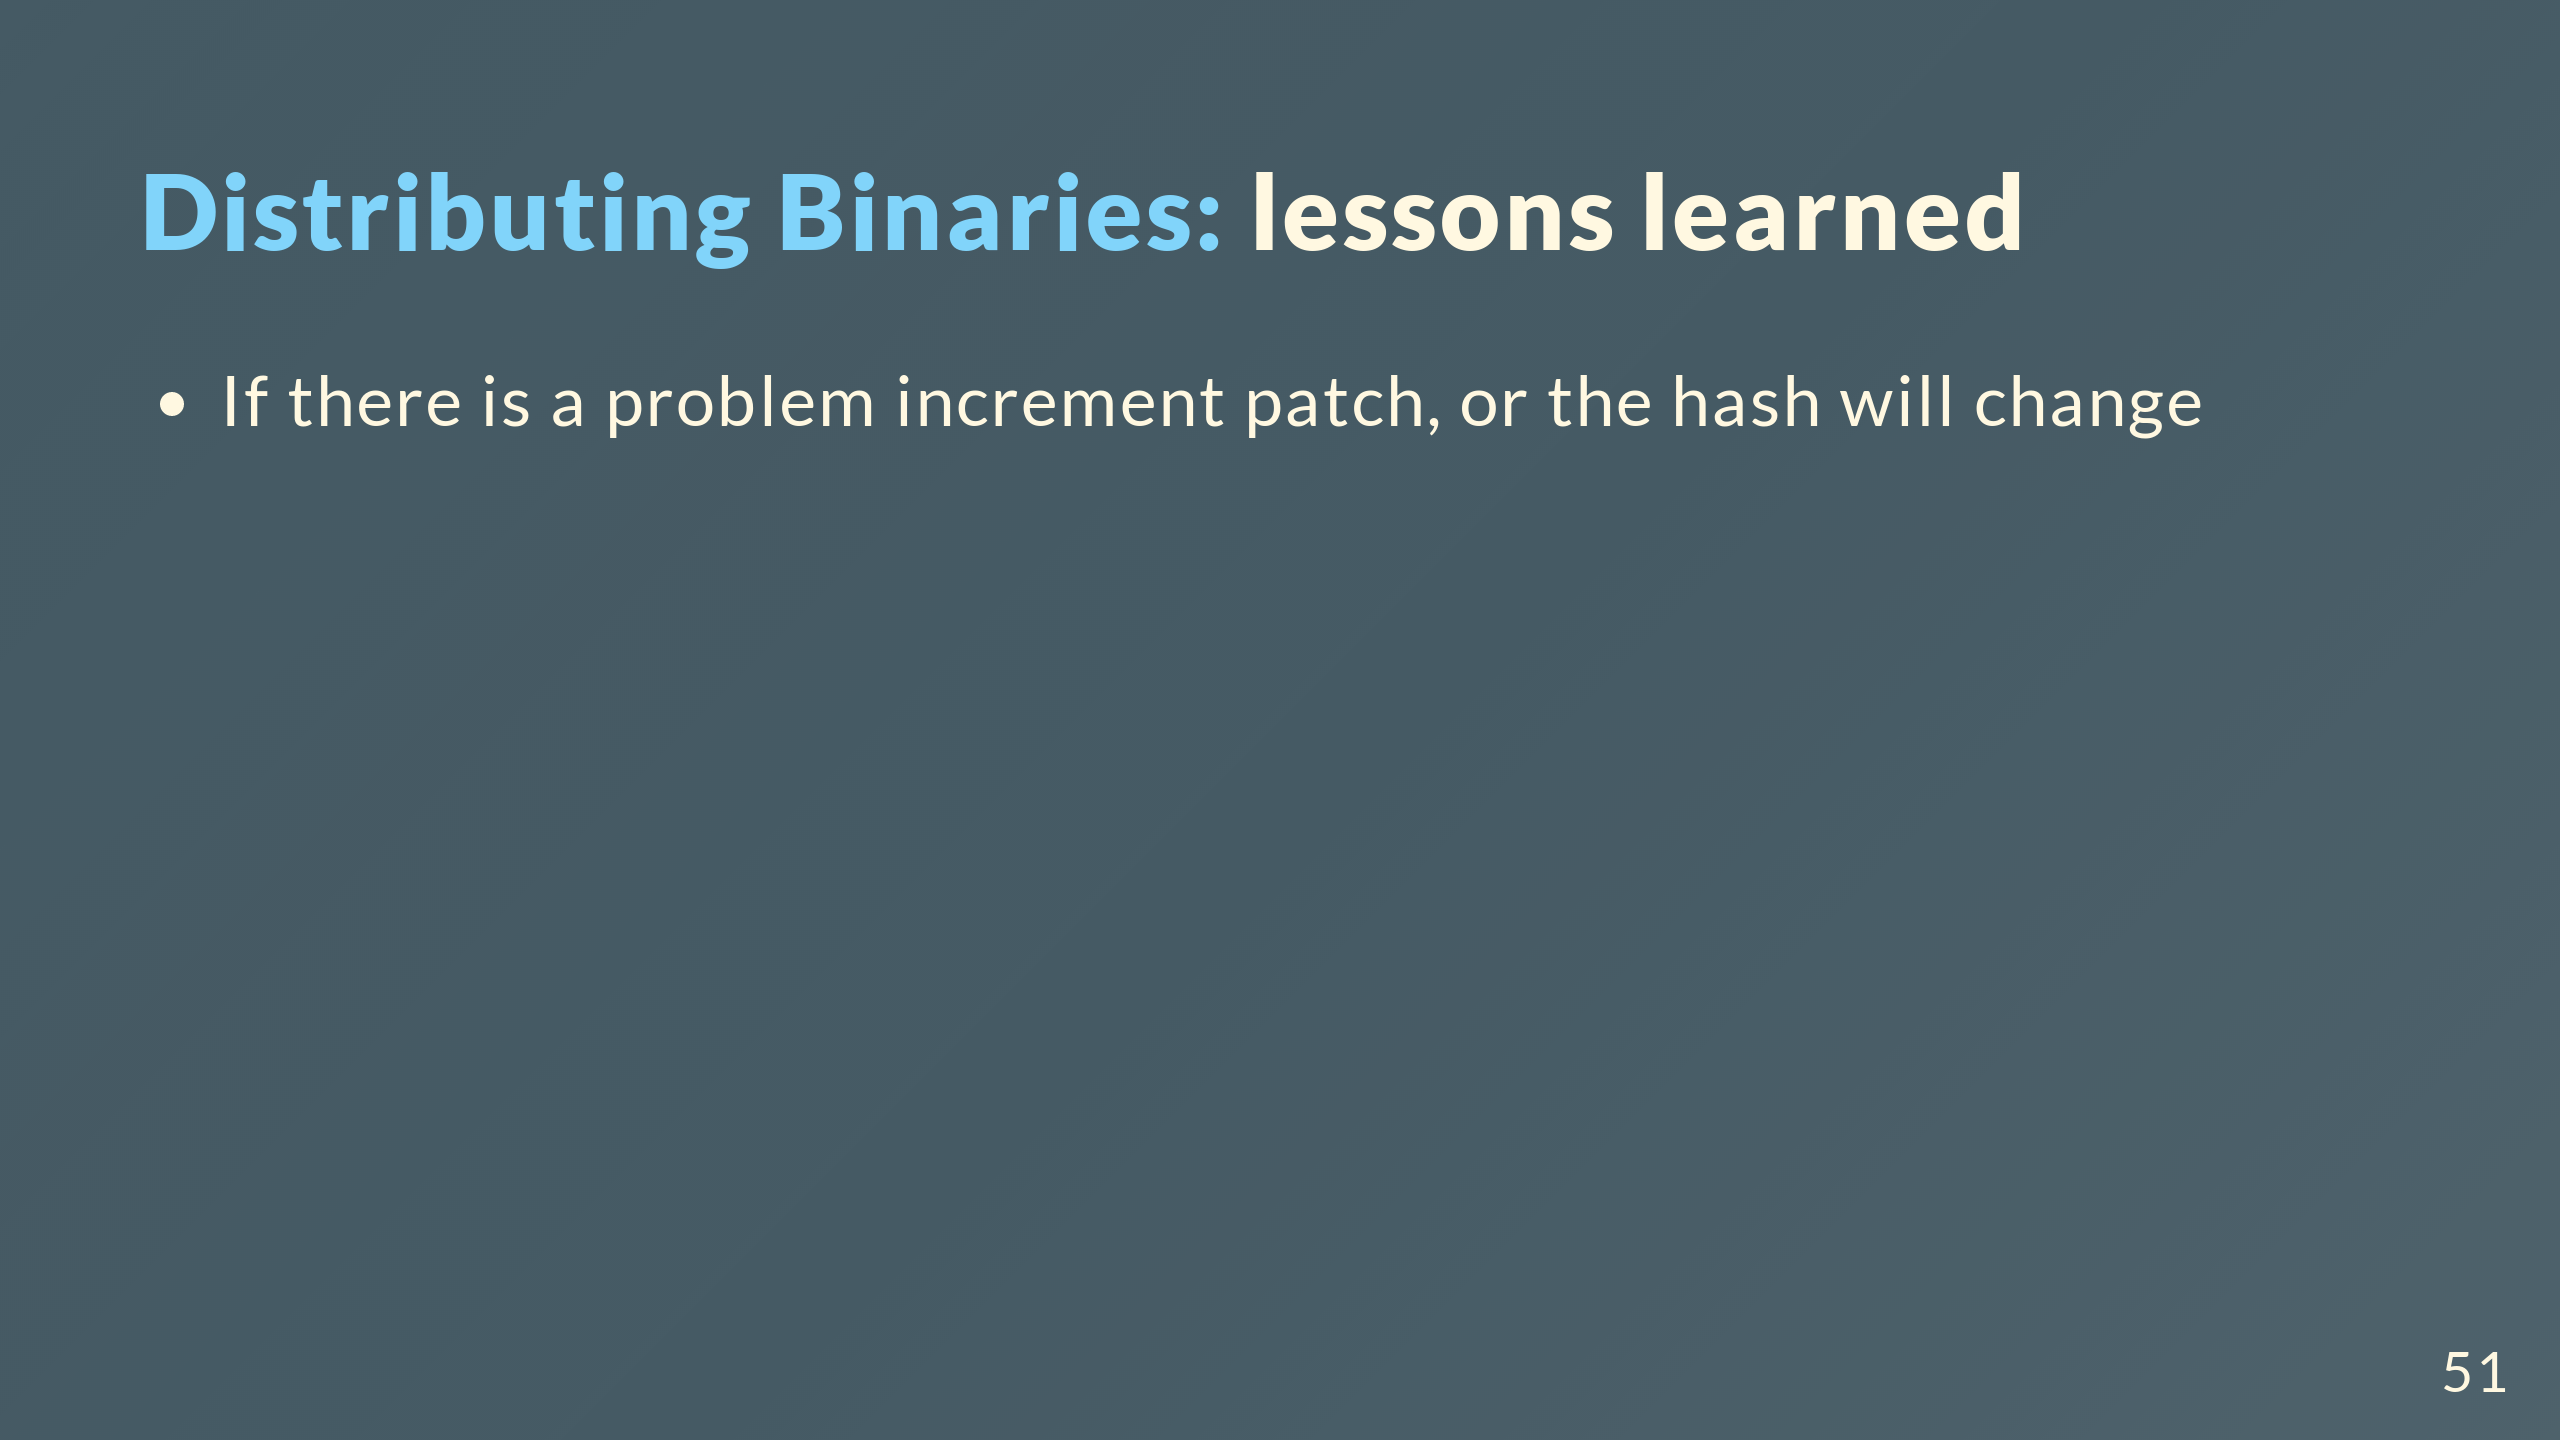 Distributing Binaries: lessons learned
• If there is a problem increment patch, or the hash will change
51